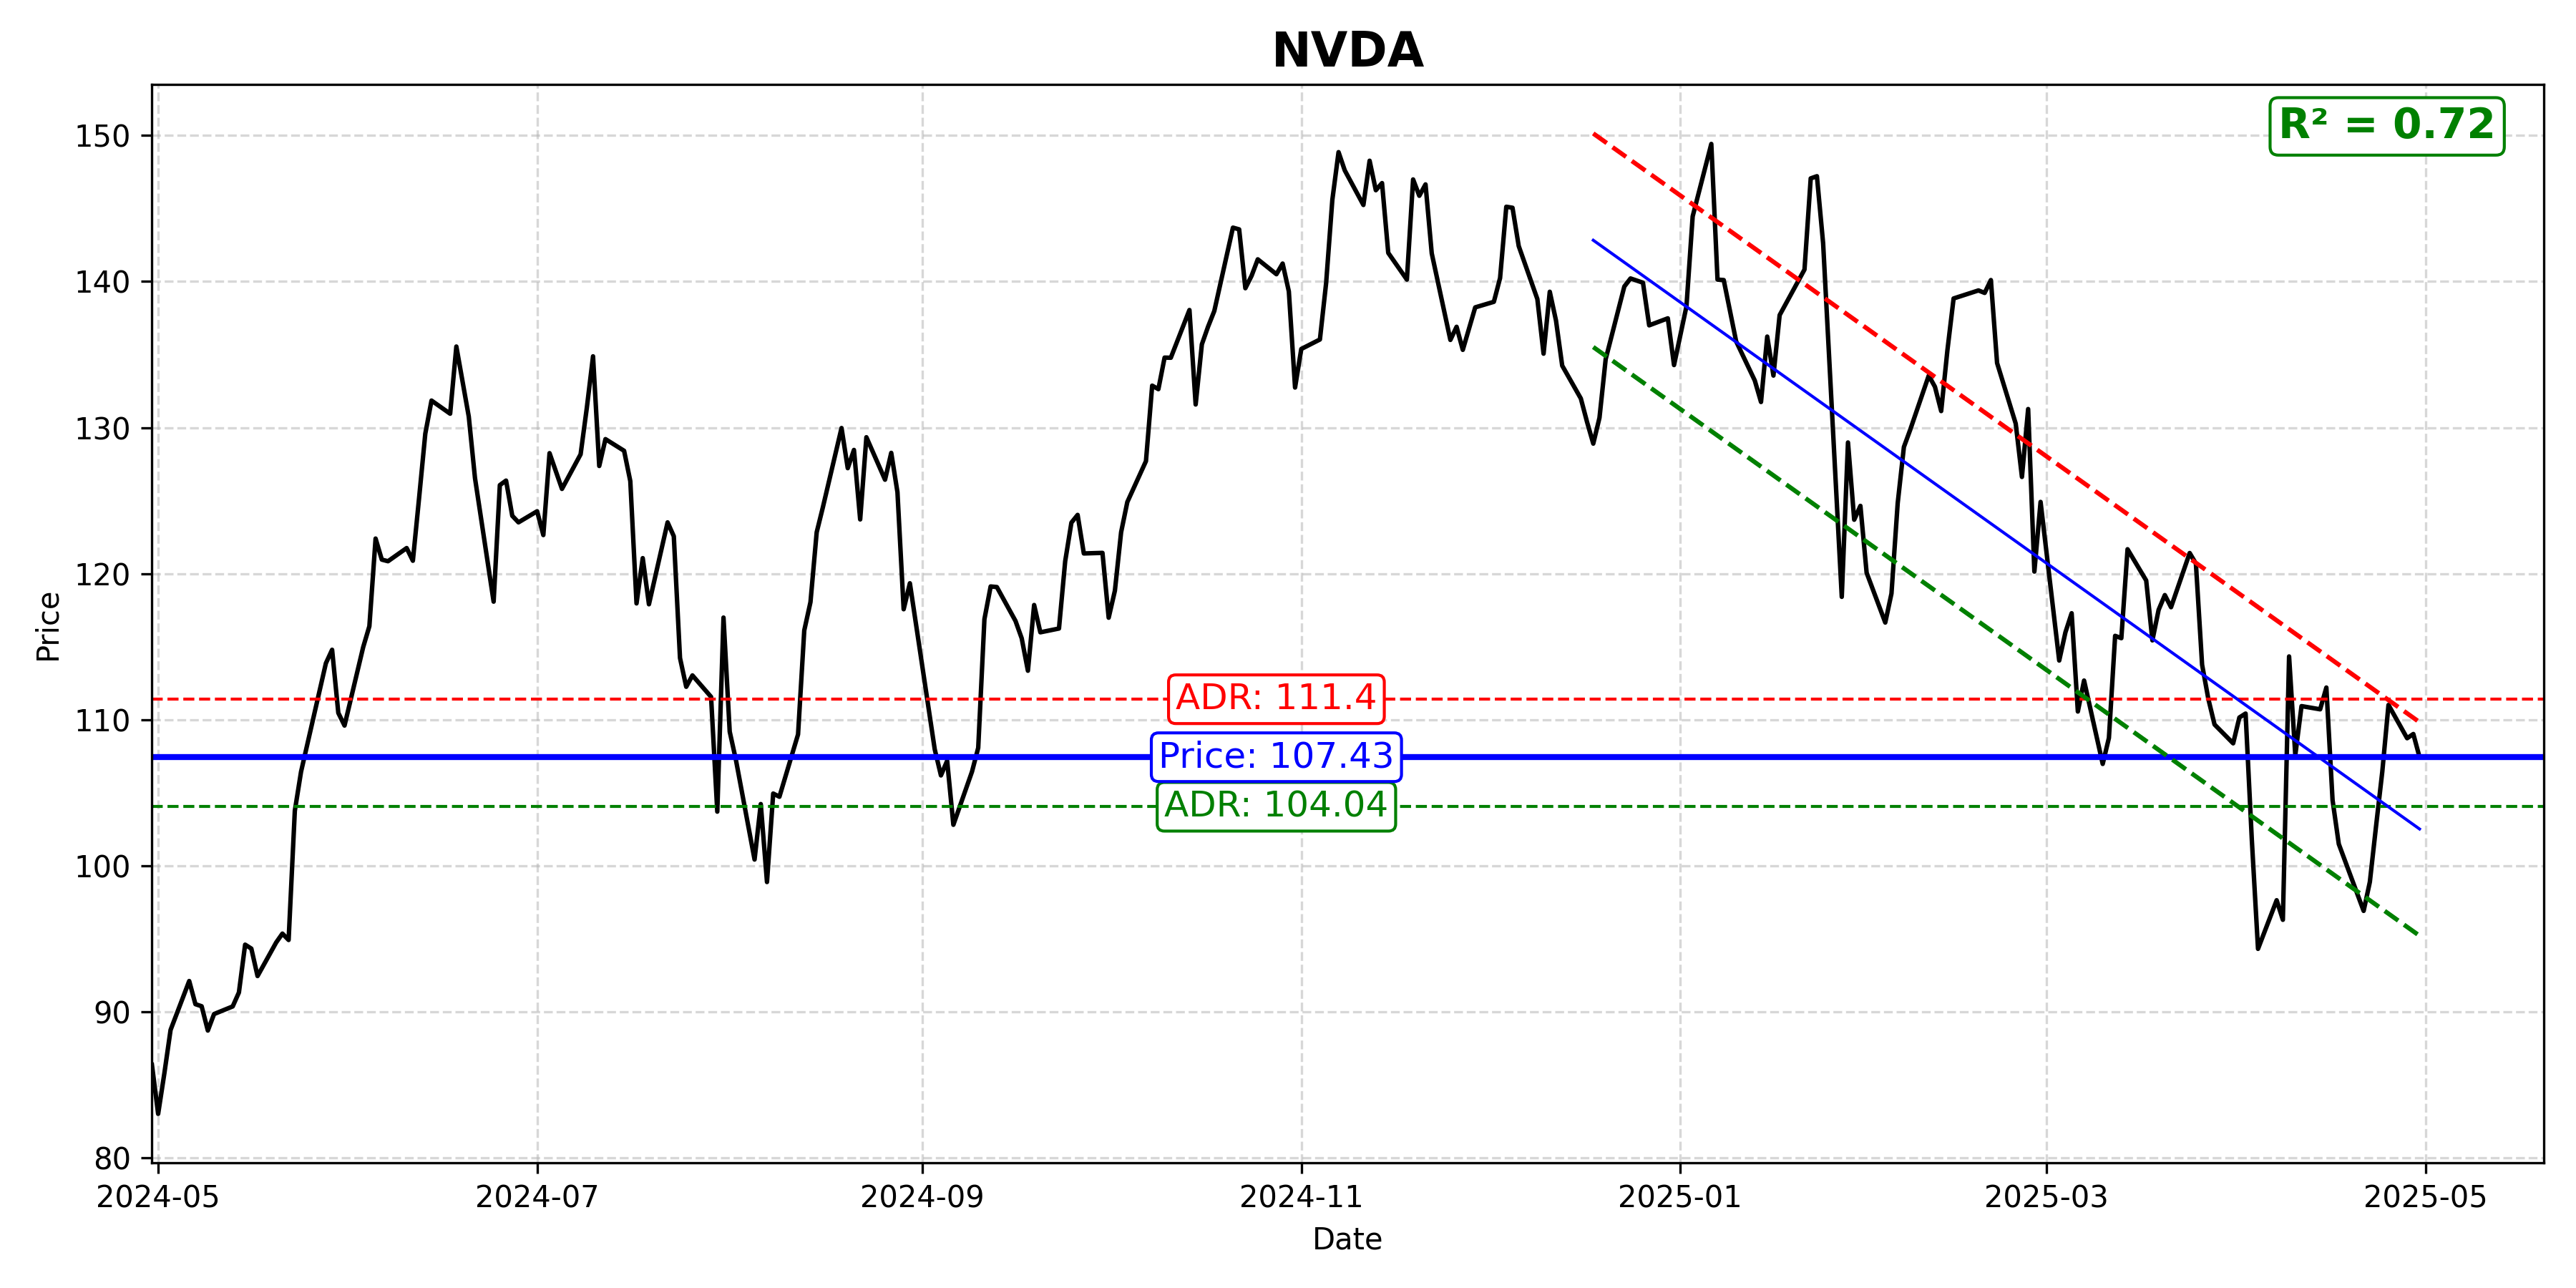 NVDA
R² = 0.72
150
140
130
120
110
100
90
80
Price
ADR: 111.4
Price: 107.43
ADR: 104.04
2024-05 2024-07 2024-09 2024-11 2025-01 2025-03 2025-05
Date